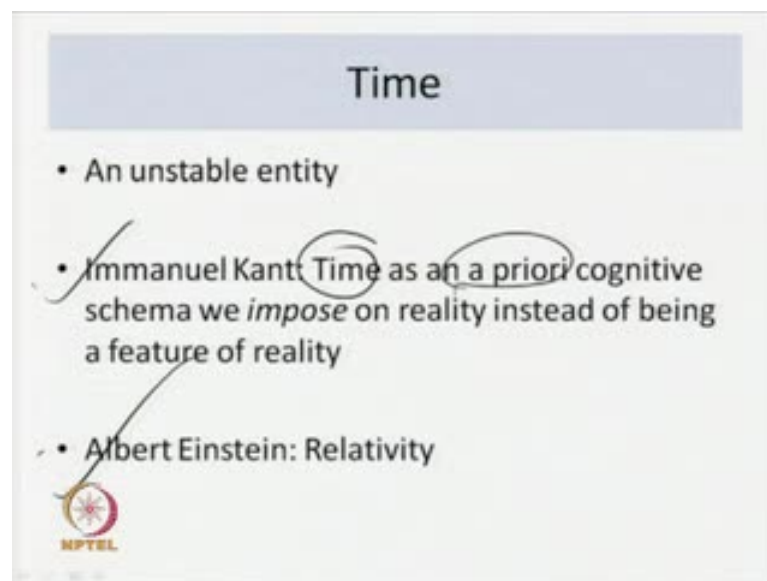 Time
• An unstable entity
• Immanuel Kant: Time as an a priori cognitive
schema we impose on reality instead of being
a feature of reality
• Albert Einstein: Relativity
NPTEL